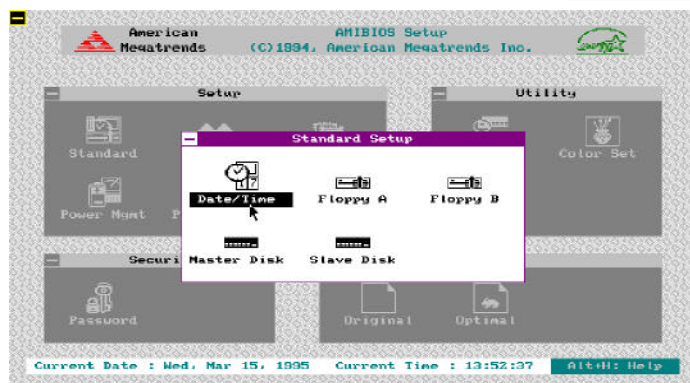 American
Megatrends
AMIBIOS Setup
(C)1994, American Megatrends Inc.
Setup
Utility
Standard
Color Set
Standard Setup
Date/Time
Floppy A
Floppy B
Power Mgmt
P
Master Disk
Slave Disk
Securi
Password
Original
Optimal
Current Date : Wed, Mar 15, 1995
Current Time : 13:52:37
Alt+H: Help